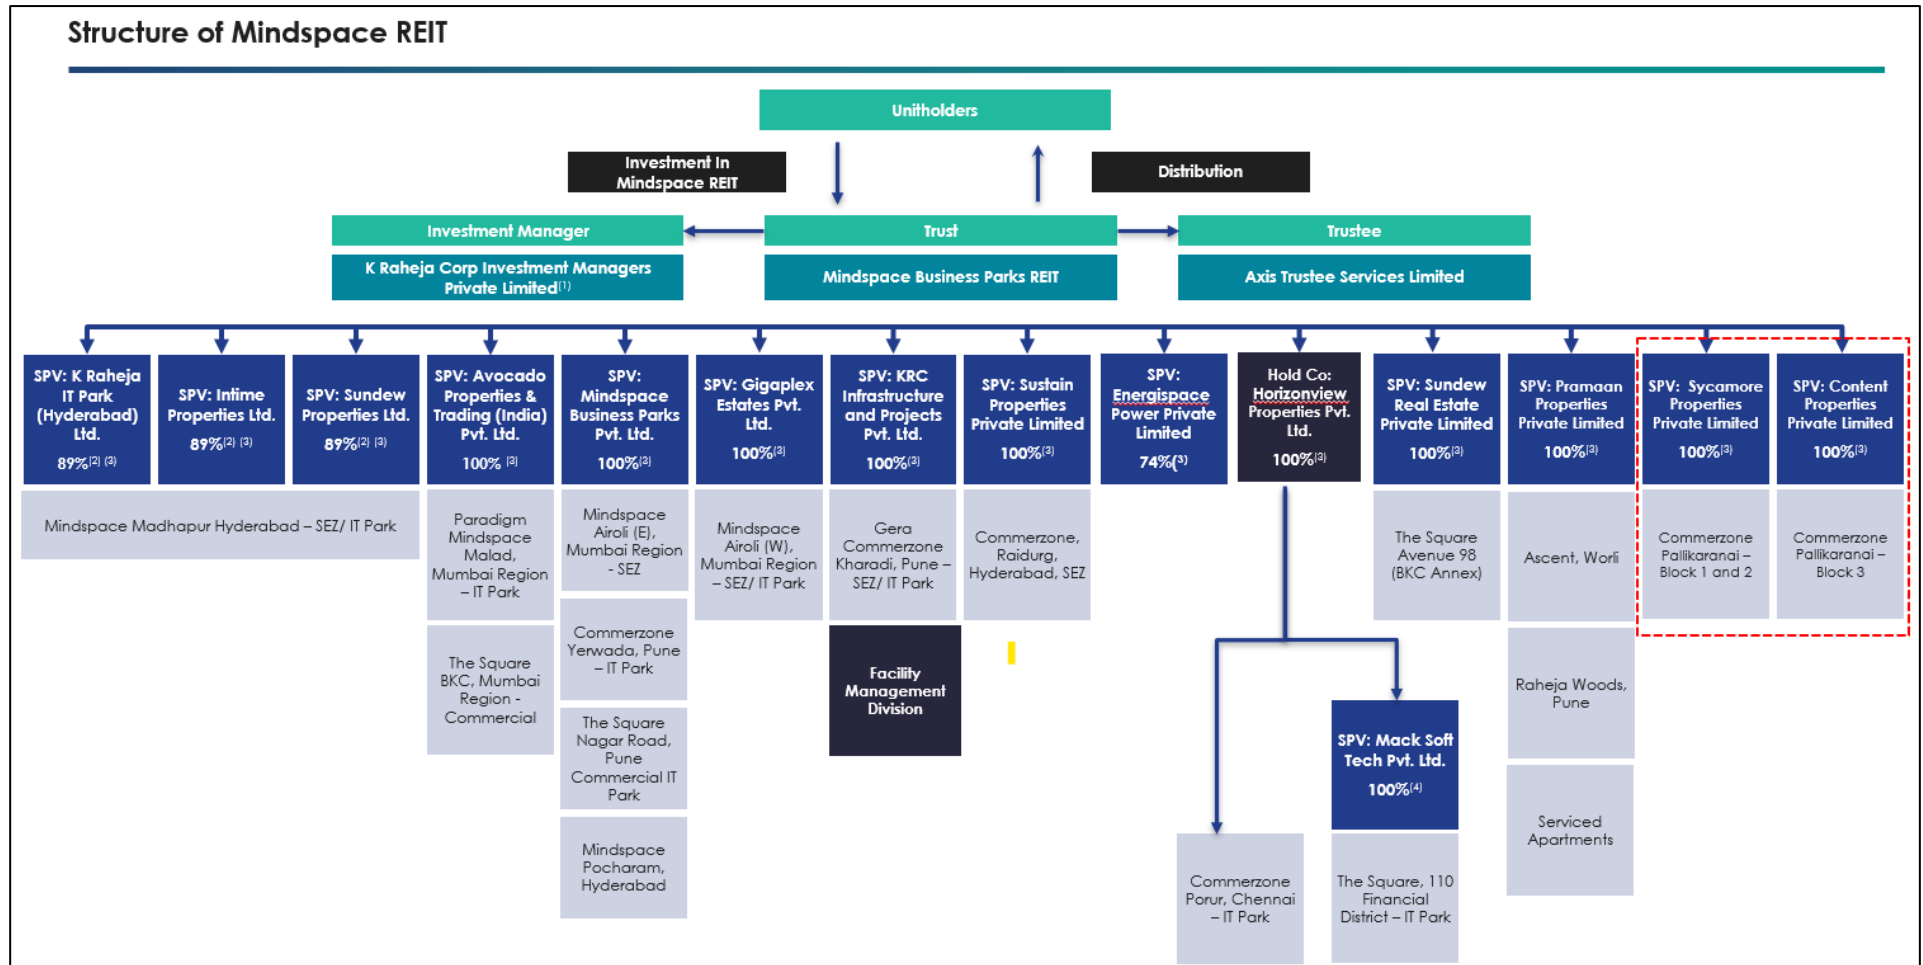 Structure of Mindspace REIT
Unitholders
Investment In
Mindspace REIT
Distribution
Investment Manager
Trust
Trustee
K Raheja Corp Investment Managers
Private Limited(1)
Mindspace Business Parks REIT
Axis Trustee Services Limited
SPV: K Raheja
IT Park
(Hyderabad)
Ltd.
89%(2) (3)
SPV: Intime
Properties Ltd.
89%(2) (3)
SPV: Sundew
Properties Ltd.
89%(2) (3)
SPV: Avocado
Properties &
Trading (India)
Pvt. Ltd.
100% (3)
SPV:
Mindspace
Business Parks
Pvt. Ltd.
100%(3)
SPV: Gigaplex
Estates Pvt.
Ltd.
100%(3)
SPV: KRC
Infrastructure
and Projects
Pvt. Ltd.
100%(3)
SPV: Sustain
Properties
Private Limited
100%(3)
SPV:
Energispace
Power Private
Limited
74%(3)
Hold Co:
Horizonview
Properties Pvt.
Ltd.
100%(3)
SPV: Sundew
Real Estate
Private Limited
100%(3)
SPV: Pramaan
Properties
Private Limited
100%(3)
SPV: Sycamore
Properties
Private Limited
100%(3)
SPV: Content
Properties
Private Limited
100%(3)
Mindspace Madhapur Hyderabad – SEZ/ IT Park
Paradigm
Mindspace
Malad,
Mumbai Region
– IT Park
The Square
BKC, Mumbai
Region -
Commercial
Mindspace
Airoli (E),
Mumbai Region
- SEZ
Commerzone
Yerwada, Pune
– IT Park
The Square
Nagar Road,
Pune
Commercial IT
Park
Mindspace
Pocharam,
Hyderabad
Mindspace
Airoli (W),
Mumbai Region
– SEZ/ IT Park
Gera
Commerzone
Kharadi, Pune –
SEZ/ IT Park
Facility
Management
Division
Commerzone,
Raidurg,
Hyderabad, SEZ
Commerzone
Porur, Chennai
– IT Park
SPV: Mack Soft
Tech Pvt. Ltd.
100%(4)
The Square, 110
Financial
District – IT Park
The Square
Avenue 98
(BKC Annex)
Ascent, Worli
Raheja Woods,
Pune
Serviced
Apartments
Commerzone
Pallikaranai –
Block 1 and 2
Commerzone
Pallikaranai –
Block 3